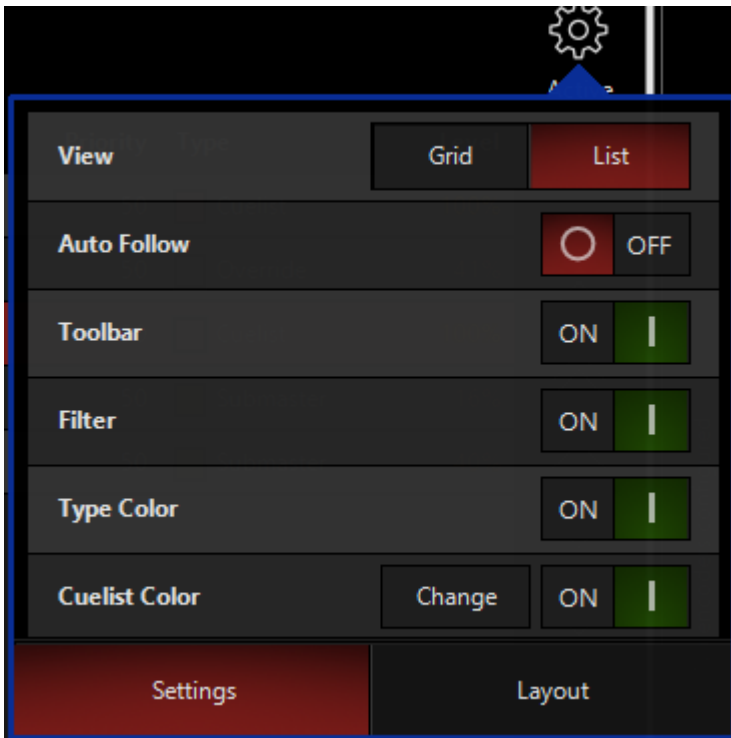 View Grid List
Auto Follow OFF
Toolbar ON
Filter ON
Type Color ON
Cuelist Color Change ON
Settings Layout